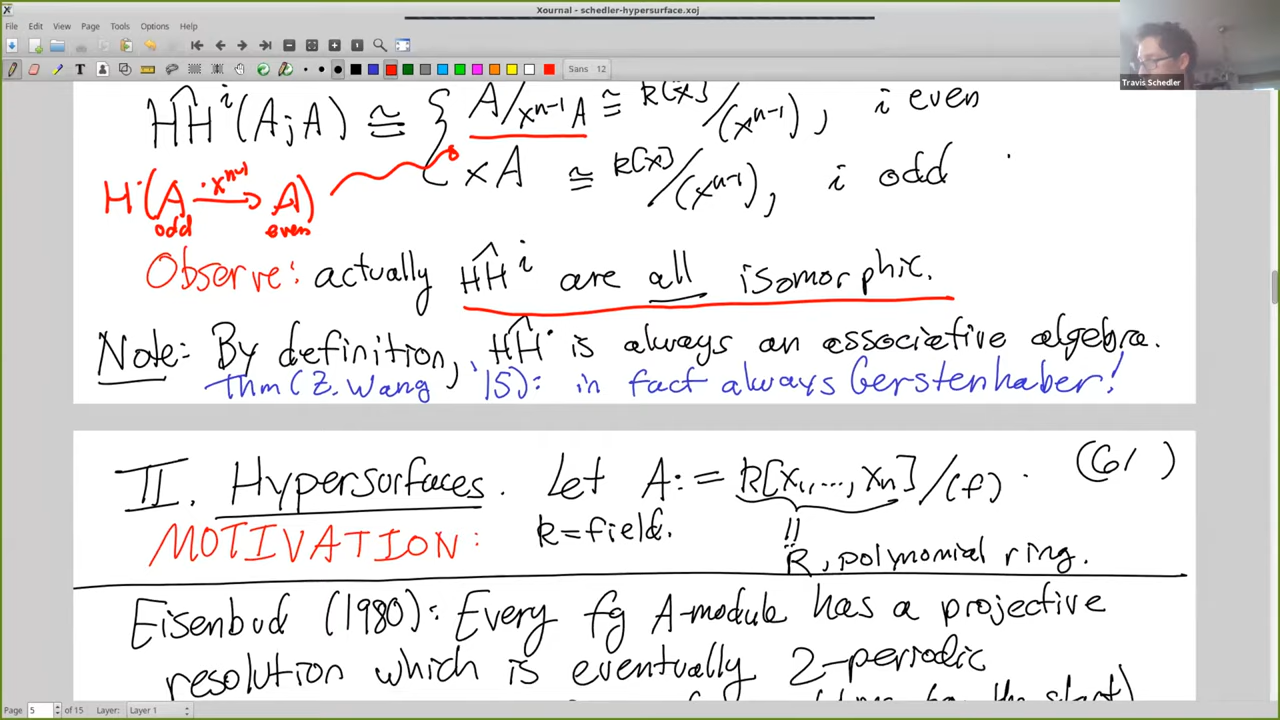 Xournal - schedler-hypersurface.xoj
File Edit View Page Tools Options Help
Sans 12
Travis Schedler
ĤH^i(A;A) ≅ { A/x^{n-1}A ≅ k[x]/(x^{n-1}), i even
xA ≅ k[x]/(x^{n-1}), i odd
H^•(A --·x^{n-1}--> A)
odd even
Observe: actually ĤH^i are all isomorphic.
Note: By definition, ĤH^• is always an associative algebra.
Thm (Z. Wang '15): in fact always Gerstenhaber!
II. Hypersurfaces. Let A := k[x_1,...,x_n]/(f). (6/ )
MOTIVATION: k=field. R, polynomial ring.
Eisenbud (1980): Every fg A-module has a projective
resolution which is eventually 2-periodic
the start)
Page 5 of 15 Layer: Layer 1